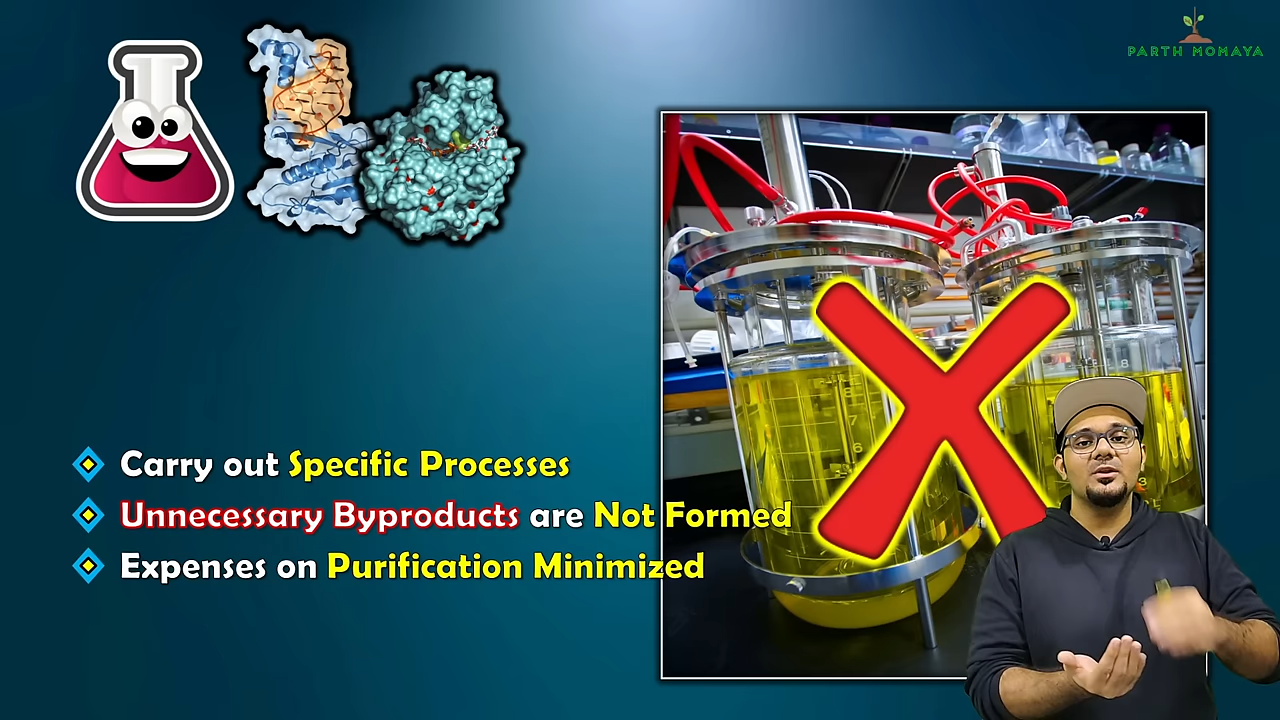 PARTH MOMAYA
Carry out Specific Processes
Unnecessary Byproducts are Not Formed
Expenses on Purification Minimized